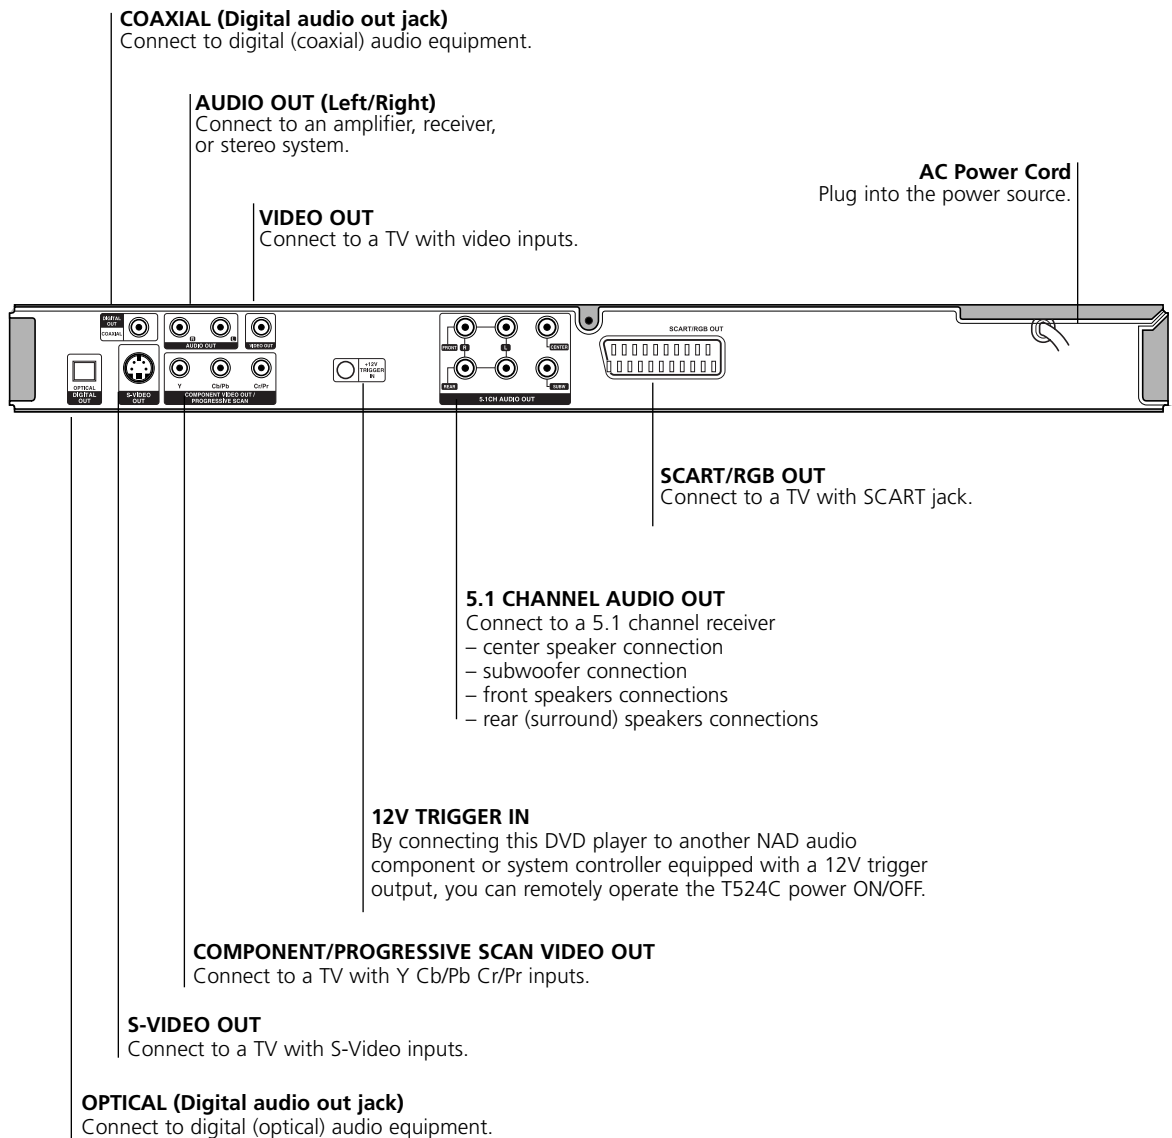 COAXIAL (Digital audio out jack)
Connect to digital (coaxial) audio equipment.
AUDIO OUT (Left/Right)
Connect to an amplifier, receiver,
or stereo system.
AC Power Cord
Plug into the power source.
VIDEO OUT
Connect to a TV with video inputs.
DIGITAL
OUT
COAXIAL
R
L
AUDIO OUT
VIDEO OUT
OPTICAL
DIGITAL
OUT
S-VIDEO
OUT
Y
Cb/Pb
Cr/Pr
COMPONENT VIDEO OUT /
PROGRESSIVE SCAN
+12V
TRIGGER
IN
FRONT
R
L
CENTER
REAR
SUBW
5.1CH AUDIO OUT
SCART/RGB OUT
SCART/RGB OUT
Connect to a TV with SCART jack.
5.1 CHANNEL AUDIO OUT
Connect to a 5.1 channel receiver
– center speaker connection
– subwoofer connection
– front speakers connections
– rear (surround) speakers connections
12V TRIGGER IN
By connecting this DVD player to another NAD audio
component or system controller equipped with a 12V trigger
output, you can remotely operate the T524C power ON/OFF.
COMPONENT/PROGRESSIVE SCAN VIDEO OUT
Connect to a TV with Y Cb/Pb Cr/Pr inputs.
S-VIDEO OUT
Connect to a TV with S-Video inputs.
OPTICAL (Digital audio out jack)
Connect to digital (optical) audio equipment.